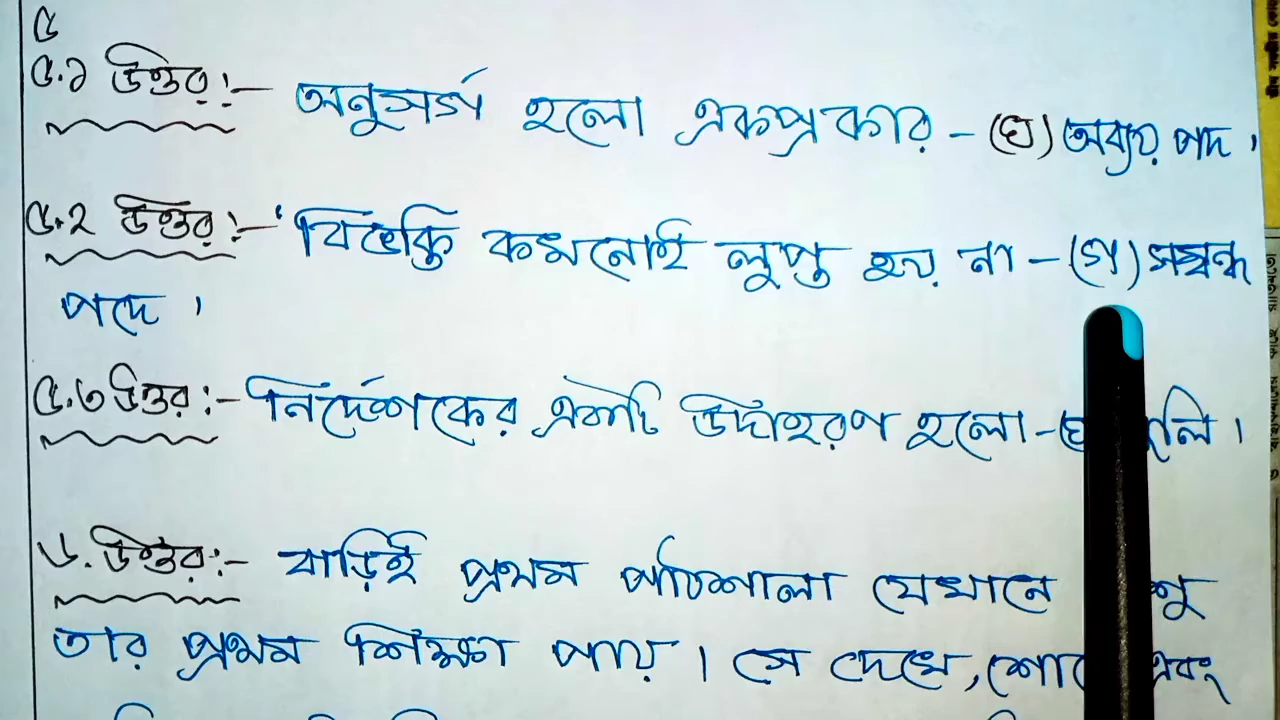 ৫
৫.১ উত্তর:- অনুসর্গ হলো একপ্রকার - (ঘ) অব্যয় পদ।
৫.২ উত্তর:- বিভক্তি কখনোই লুপ্ত হয় না - (গ) সম্বন্ধ
পদে।
৫.৩ উত্তর:- নির্দেশকের একটি উদাহরণ হলো -
৬. উত্তর:- বাড়িই প্রথম পাঠশালা যেখানে
তার প্রথম শিক্ষা পায়। সে দেখে, এবং